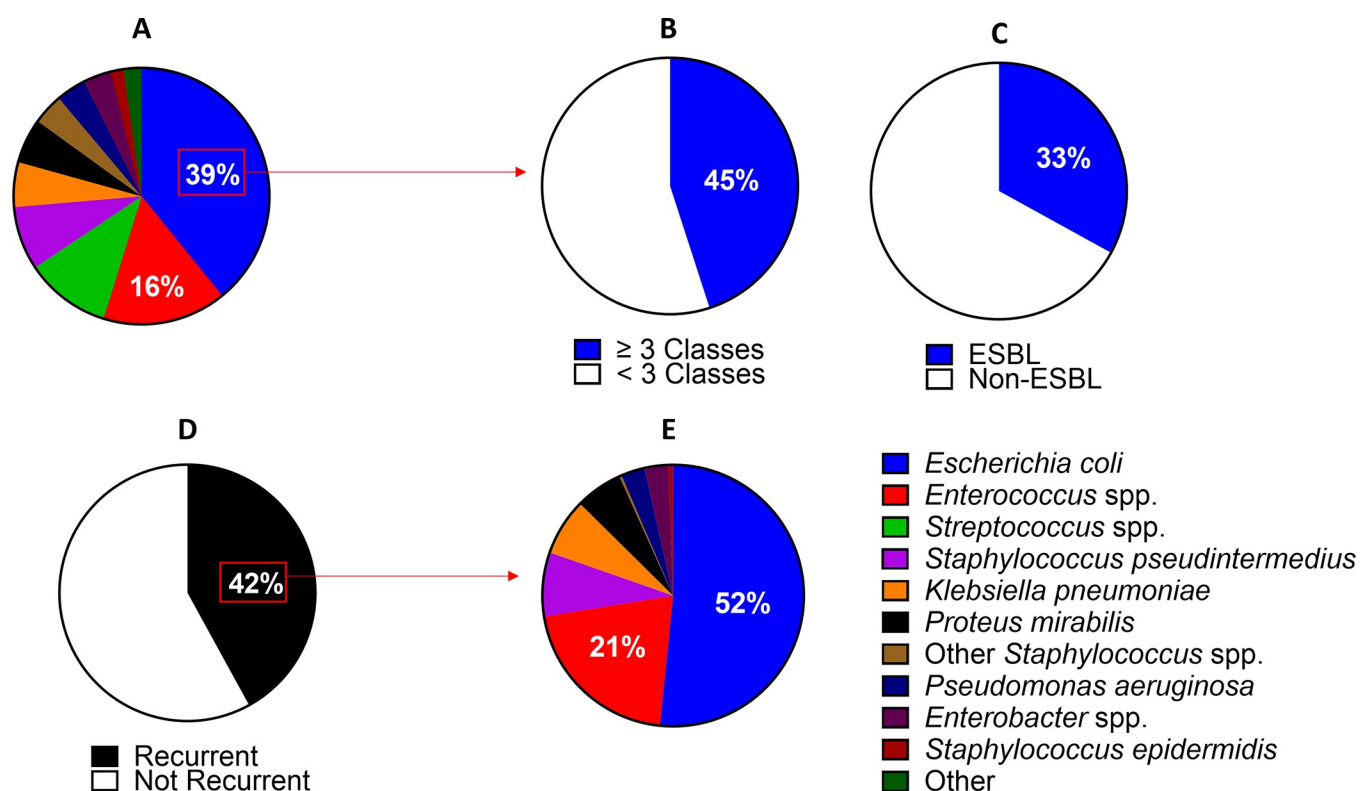 A
B
C
39%
16%
45%
33%
≥ 3 Classes
< 3 Classes
ESBL
Non-ESBL
D
E
42%
52%
21%
Recurrent
Not Recurrent
Escherichia coli
Enterococcus spp.
Streptococcus spp.
Staphylococcus pseudintermedius
Klebsiella pneumoniae
Proteus mirabilis
Other Staphylococcus spp.
Pseudomonas aeruginosa
Enterobacter spp.
Staphylococcus epidermidis
Other